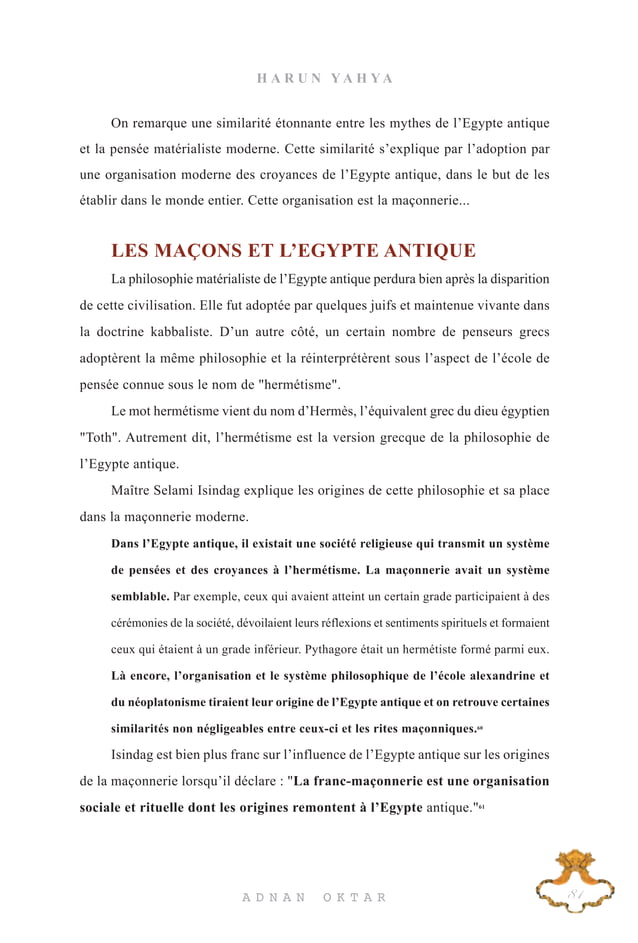 HARUN YAHYA
On remarque une similarité étonnante entre les mythes de l’Egypte antique
et la pensée matérialiste moderne. Cette similarité s’explique par l’adoption par
une organisation moderne des croyances de l’Egypte antique, dans le but de les
établir dans le monde entier. Cette organisation est la maçonnerie...
LES MAÇONS ET L’EGYPTE ANTIQUE
La philosophie matérialiste de l’Egypte antique perdura bien après la disparition
de cette civilisation. Elle fut adoptée par quelques juifs et maintenue vivante dans
la doctrine kabbaliste. D’un autre côté, un certain nombre de penseurs grecs
adoptèrent la même philosophie et la réinterprétèrent sous l’aspect de l’école de
pensée connue sous le nom de "hermétisme".
Le mot hermétisme vient du nom d’Hermès, l’équivalent grec du dieu égyptien
"Toth". Autrement dit, l’hermétisme est la version grecque de la philosophie de
l’Egypte antique.
Maître Selami Isindag explique les origines de cette philosophie et sa place
dans la maçonnerie moderne.
Dans l’Egypte antique, il existait une société religieuse qui transmit un système
de pensées et des croyances à l’hermétisme. La maçonnerie avait un système
semblable. Par exemple, ceux qui avaient atteint un certain grade participaient à des
cérémonies de la société, dévoilaient leurs réflexions et sentiments spirituels et formaient
ceux qui étaient à un grade inférieur. Pythagore était un hermétiste formé parmi eux.
Là encore, l’organisation et le système philosophique de l’école alexandrine et
du néoplatonisme tiraient leur origine de l’Egypte antique et on retrouve certaines
similarités non négligeables entre ceux-ci et les rites maçonniques.60
Isindag est bien plus franc sur l’influence de l’Egypte antique sur les origines
de la maçonnerie lorsqu’il déclare : "La franc-maçonnerie est une organisation
sociale et rituelle dont les origines remontent à l’Egypte antique."61
ADNAN OKTAR
81